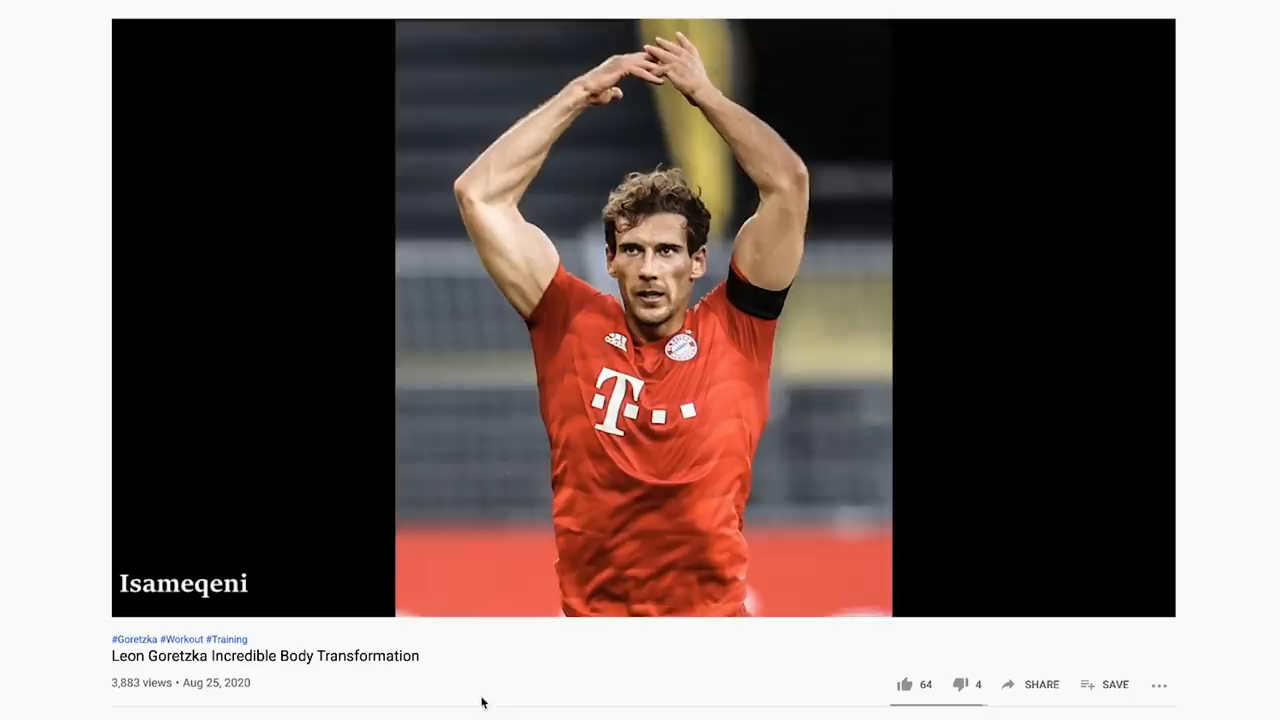 T
Isameqeni
#Goretzka #Workout #Training
Leon Goretzka Incredible Body Transformation
3,883 views • Aug 25, 2020
64 4 SHARE SAVE